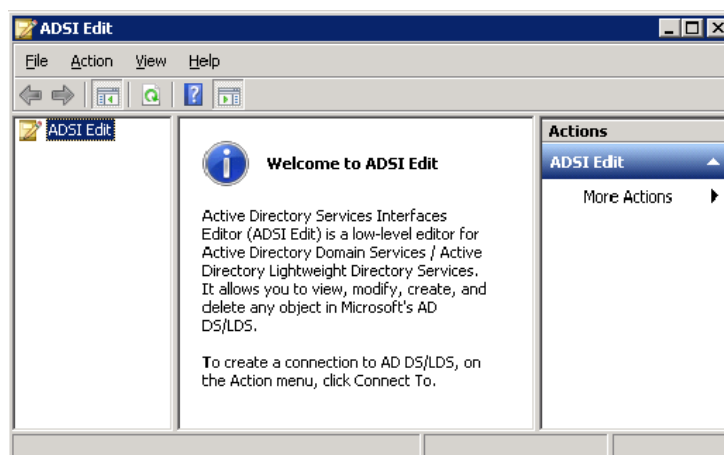 ADSI Edit
File Action View Help
ADSI Edit
Welcome to ADSI Edit
Active Directory Services Interfaces
Editor (ADSI Edit) is a low-level editor for
Active Directory Domain Services / Active
Directory Lightweight Directory Services.
It allows you to view, modify, create, and
delete any object in Microsoft's AD
DS/LDS.
To create a connection to AD DS/LDS, on
the Action menu, click Connect To.
Actions
ADSI Edit
More Actions